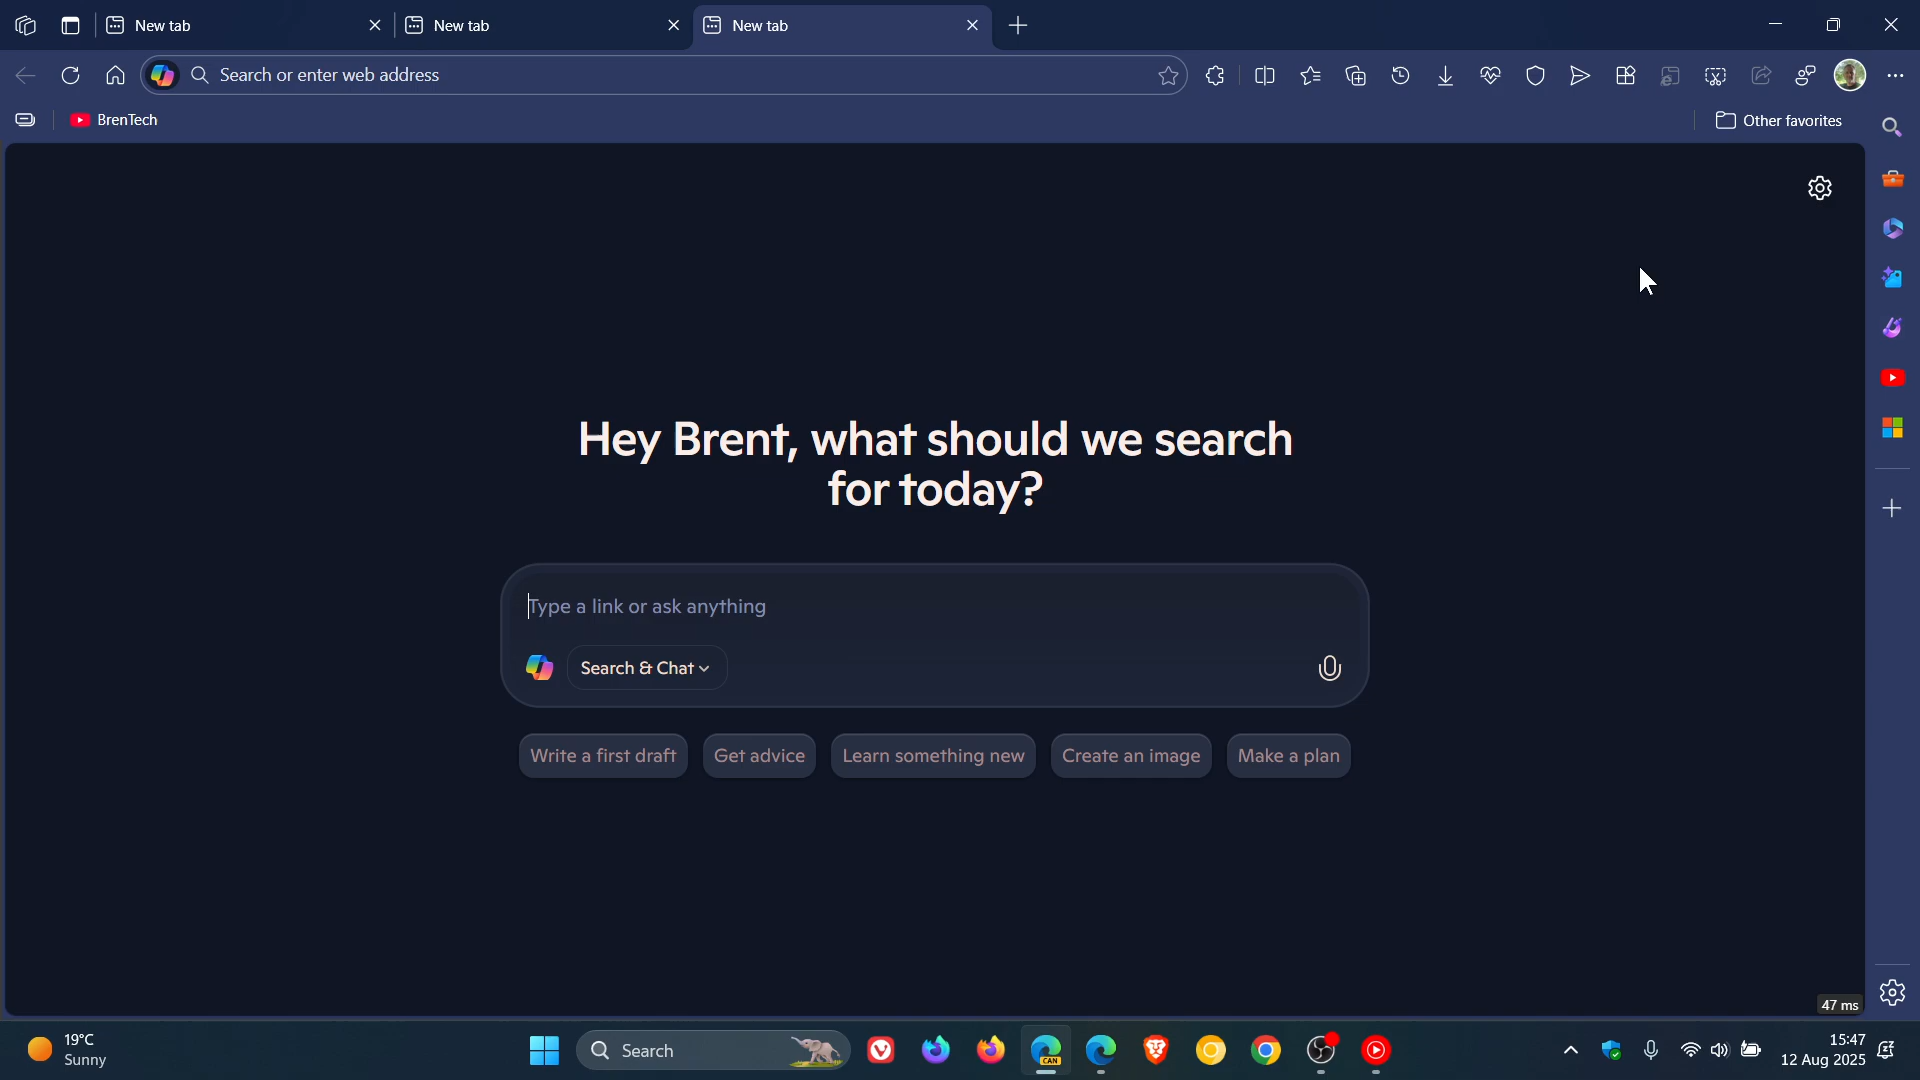 New tab
New tab
New tab
Search or enter web address
BrenTech
Other favorites
Hey Brent, what should we search
for today?
Type a link or ask anything
Search & Chat
Write a first draft
Get advice
Learn something new
Create an image
Make a plan
47 ms
19°C
Sunny
Search
CAN
15:47
12 Aug 2025